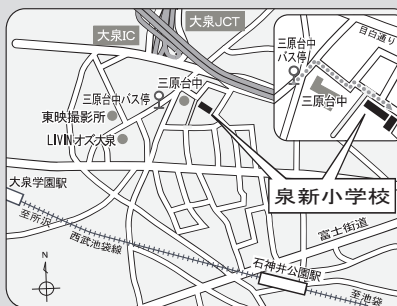 大泉IC
大泉JCT
三原台中
三原台中バス停
東映撮影所
LIVINオズ大泉
目白通り
三原台中
バス停
三原台中
泉新小学校
大泉学園駅
至所沢
西武池袋線
富士街道
石神井公園駅
至池袋
N